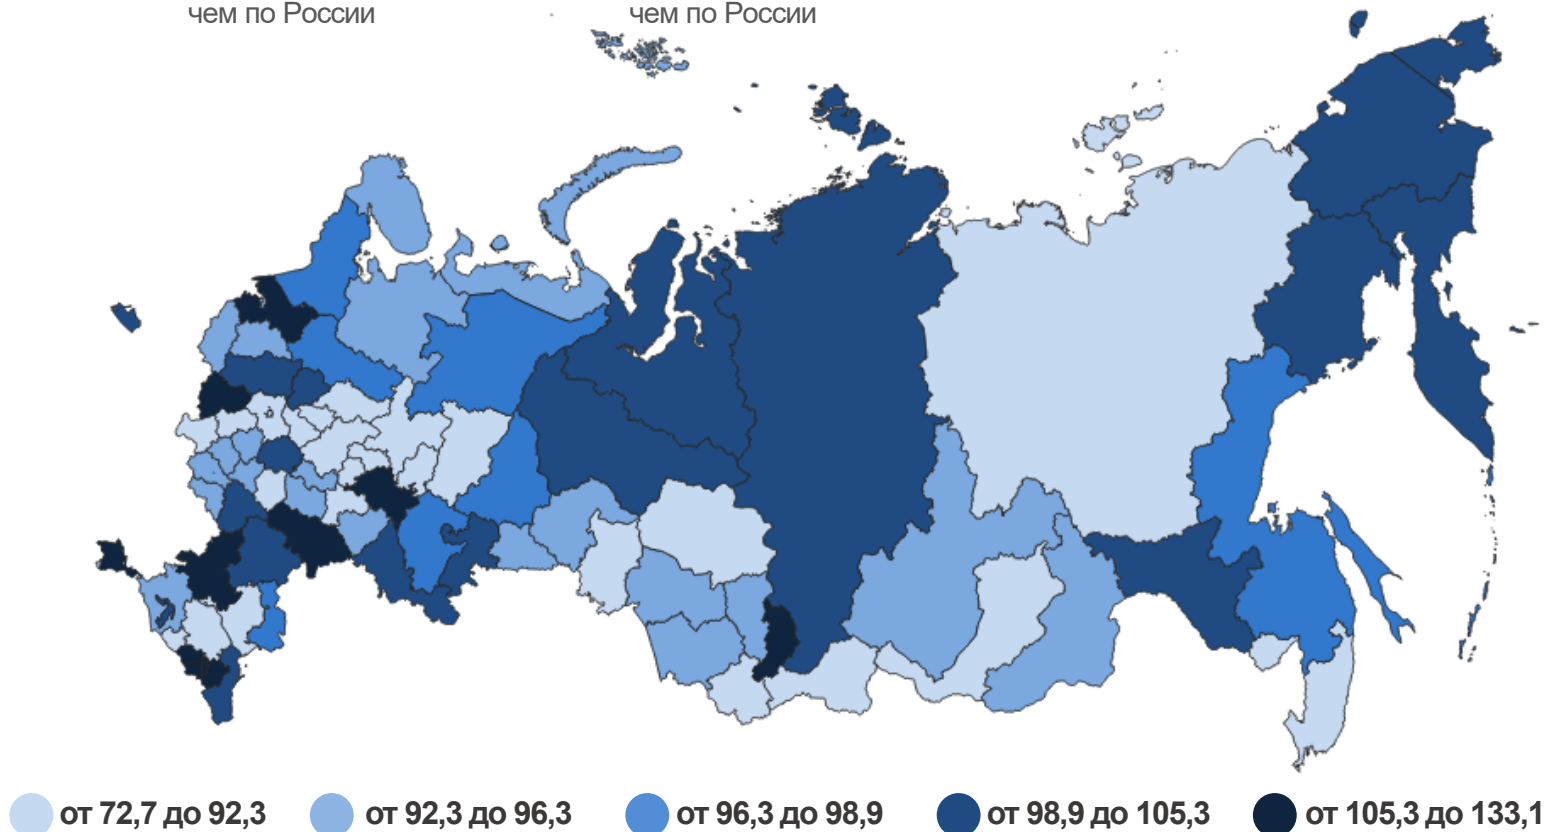 чем по России
чем по России
от 72,7 до 92,3
от 92,3 до 96,3
от 96,3 до 98,9
от 98,9 до 105,3
от 105,3 до 133,1